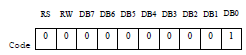 RS RW DB7 DB6 DB5 DB4 DB3 DB2 DB1 DB0
Code 0 0 0 0 0 0 0 0 0 1